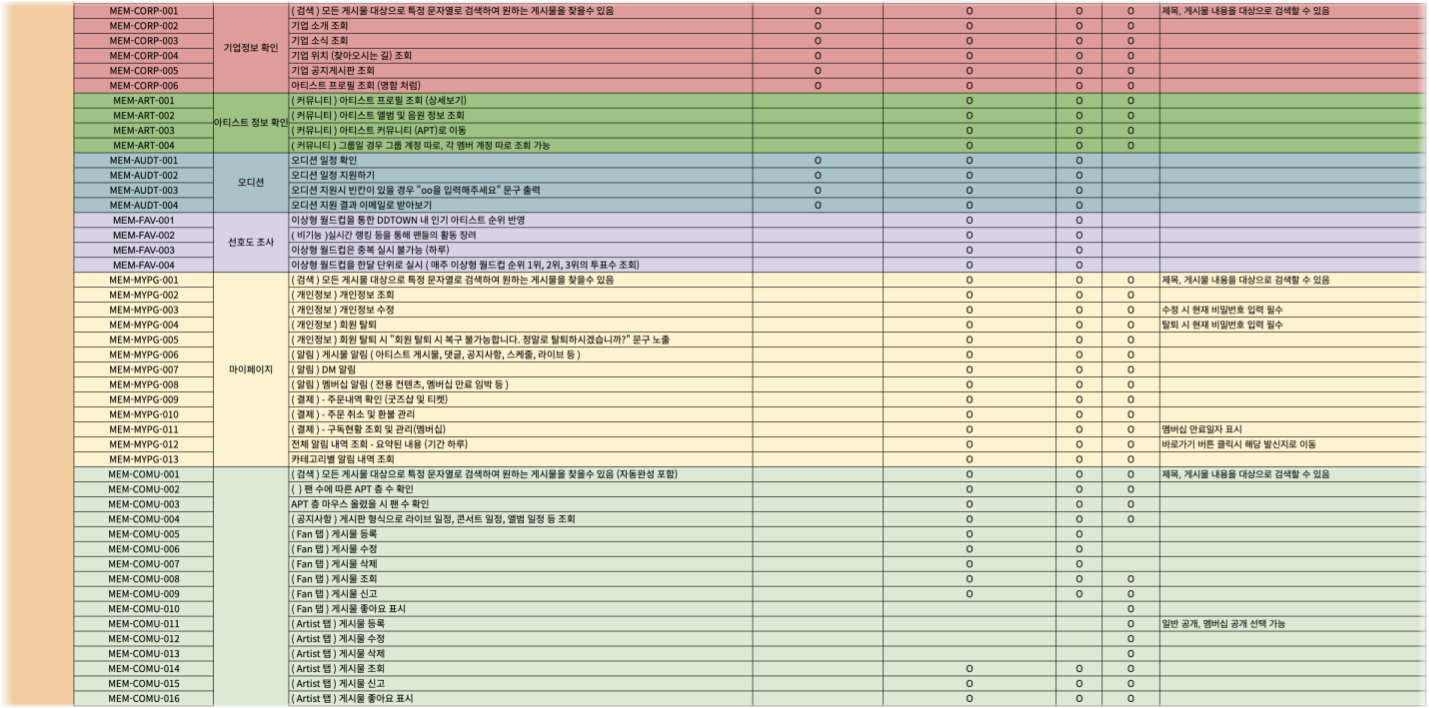 MEM-CORP-001 ( 검색 ) 모든 게시물 대상으로 특정 문자열로 검색하여 원하는 게시물을 찾을수 있음 O O O O 제목, 게시물 내용을 대상으로 검색할 수 있음
MEM-CORP-002 기업 소개 조회 O O O O
MEM-CORP-003 기업 소식 조회 O O O O
기업정보 확인
MEM-CORP-004 기업 위치 (찾아오시는 길) 조회 O O O O
MEM-CORP-005 기업 공지게시판 조회 O O O O
MEM-CORP-006 아티스트 프로필 조회 (명함 처럼) O O O O
MEM-ART-001 ( 커뮤니티 ) 아티스트 프로필 조회 (상세보기) O O O
MEM-ART-002 ( 커뮤니티 ) 아티스트 앨범 및 음원 정보 조회 O O O
아티스트 정보 확인
MEM-ART-003 ( 커뮤니티 ) 아티스트 커뮤니티 (APT)로 이동 O O O
MEM-ART-004 ( 커뮤니티 ) 그룹일 경우 그룹 계정 따로, 각 멤버 계정 따로 조회 가능 O O O
MEM-AUDT-001 오디션 일정 확인 O O O
MEM-AUDT-002 오디션 일정 지원하기 O O O
오디션
MEM-AUDT-003 오디션 지원시 빈칸이 있을 경우 "oo을 입력해주세요" 문구 출력 O O O
MEM-AUDT-004 오디션 지원 결과 이메일로 받아보기 O O O
MEM-FAV-001 이상형 월드컵을 통한 DDTOWN 내 인기 아티스트 순위 반영 O O
MEM-FAV-002 ( 비기능 )실시간 랭킹 등을 통해 팬들의 활동 장려 O O
선호도 조사
MEM-FAV-003 이상형 월드컵은 중복 실시 불가능 (하루) O O
MEM-FAV-004 이상형 월드컵을 한달 단위로 실시 ( 매주 이상형 월드컵 순위 1위, 2위, 3위의 투표수 조회) O O
MEM-MYPG-001 ( 검색 ) 모든 게시물 대상으로 특정 문자열로 검색하여 원하는 게시물을 찾을수 있음 O O O 제목, 게시물 내용을 대상으로 검색할 수 있음
MEM-MYPG-002 ( 개인정보 ) 개인정보 조회 O O O
MEM-MYPG-003 ( 개인정보 ) 개인정보 수정 O O O 수정 시 현재 비밀번호 입력 필수
MEM-MYPG-004 ( 개인정보 ) 회원 탈퇴 O O O 탈퇴 시 현재 비밀번호 입력 필수
MEM-MYPG-005 ( 개인정보 ) 회원 탈퇴 시 "회원 탈퇴 시 복구 불가능합니다. 정말로 탈퇴하시겠습니까?" 문구 노출 O O O
MEM-MYPG-006 ( 알림 ) 게시물 알림 ( 아티스트 게시물, 댓글, 공지사항, 스케줄, 라이브 등 ) O O O
MEM-MYPG-007 마이페이지 ( 알림 ) DM 알림 O O O
MEM-MYPG-008 ( 알림 ) 멤버십 알림 ( 전용 컨텐츠, 멤버십 만료 임박 등 ) O O O
MEM-MYPG-009 ( 결제 ) - 주문내역 확인 (굿즈샵 및 티켓) O O O
MEM-MYPG-010 ( 결제 ) - 주문 취소 및 환불 관리 O O O
MEM-MYPG-011 ( 결제 ) - 구독현황 조회 및 관리(멤버십) O O O 멤버십 만료일자 표시
MEM-MYPG-012 전체 알림 내역 조회 - 요약된 내용 (기간 하루) O O O 바로가기 버튼 클릭시 해당 발신지로 이동
MEM-MYPG-013 카테고리별 알림 내역 조회 O O O
MEM-COMU-001 ( 검색 ) 모든 게시물 대상으로 특정 문자열로 검색하여 원하는 게시물을 찾을수 있음 (자동완성 포함) O O O 제목, 게시물 내용을 대상으로 검색할 수 있음
MEM-COMU-002 ( ) 팬 수에 따른 APT 층 수 확인 O O O
MEM-COMU-003 APT 층 마우스 올렸을 시 팬 수 확인 O O O
MEM-COMU-004 ( 공지사항 ) 게시판 형식으로 라이브 일정, 콘서트 일정, 앨범 일정 등 조회 O O O
MEM-COMU-005 ( Fan 탭 ) 게시물 등록 O O
MEM-COMU-006 ( Fan 탭 ) 게시물 수정 O O
MEM-COMU-007 ( Fan 탭 ) 게시물 삭제 O O
MEM-COMU-008 ( Fan 탭 ) 게시물 조회 O O O
MEM-COMU-009 ( Fan 탭 ) 게시물 신고 O O O
MEM-COMU-010 ( Fan 탭 ) 게시물 좋아요 표시 O
MEM-COMU-011 ( Artist 탭 ) 게시물 등록 O 일반 공개, 멤버십 공개 선택 가능
MEM-COMU-012 ( Artist 탭 ) 게시물 수정 O
MEM-COMU-013 ( Artist 탭 ) 게시물 삭제 O
MEM-COMU-014 ( Artist 탭 ) 게시물 조회 O O O
MEM-COMU-015 ( Artist 탭 ) 게시물 신고 O O O
MEM-COMU-016 ( Artist 탭 ) 게시물 좋아요 표시 O O O